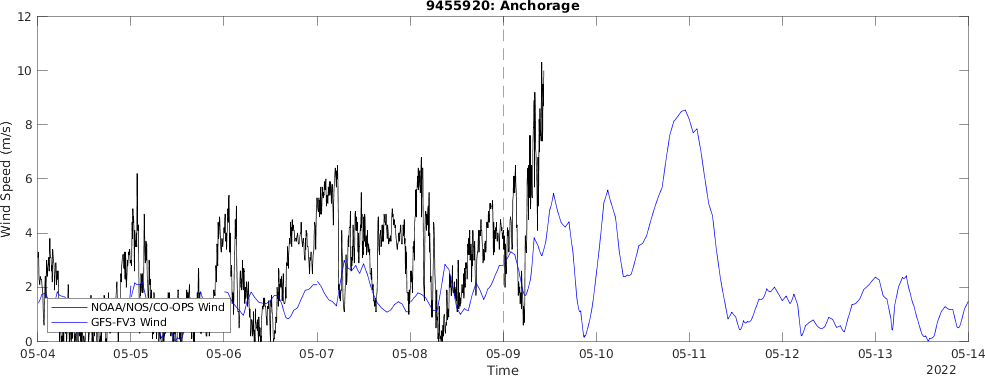 9455920: Anchorage
12
10
8
6
4
2
0
Wind Speed (m/s)
NOAA/NOS/CO-OPS Wind
GFS-FV3 Wind
05-04 05-05 05-06 05-07 05-08 05-09 05-10 05-11 05-12 05-13 05-14
Time
2022